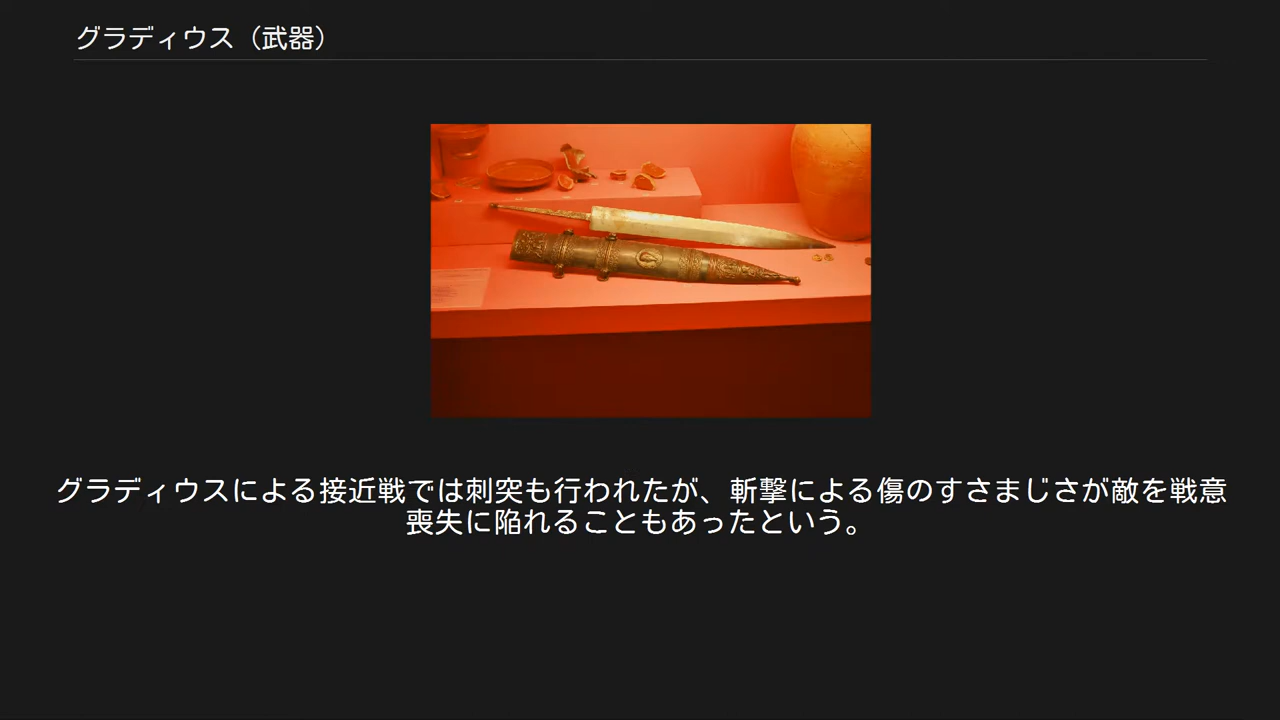 グラディウス（武器）
グラディウスによる接近戦では刺突も行われたが、斬撃による傷のすさまじさが敵を戦意
喪失に陥れることもあったという。